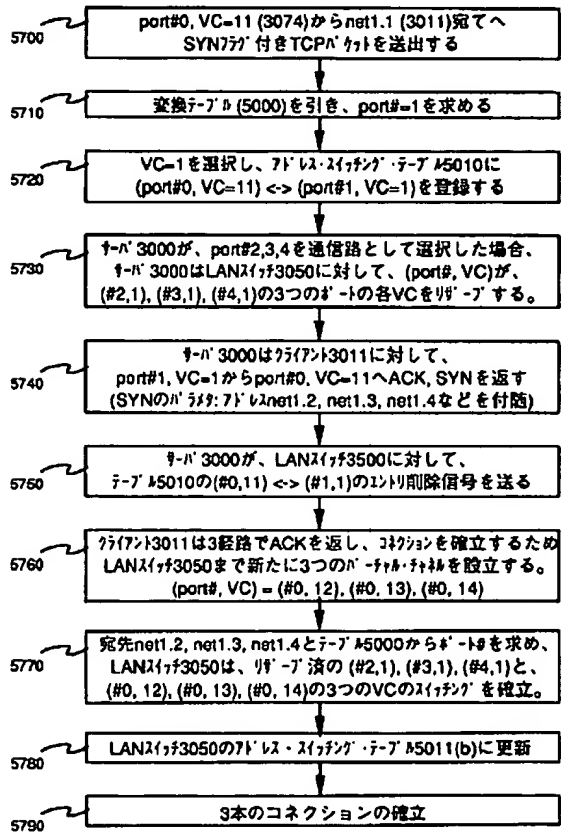 5700
port#0, VC=11 (3074)からnet1.1 (3011)宛てへ
SYNﾌﾗｸﾞ付きTCPﾊﾟｹｯﾄを送出する
5710
変換ﾃｰﾌﾞﾙ (5000)を引き、port#=1を求める
5720
VC=1を選択し、ｱﾄﾞﾚｽ･ｽｲｯﾁﾝｸﾞ･ﾃｰﾌﾞﾙ5010に
(port#0, VC=11) <-> (port#1, VC=1)を登録する
5730
ｻｰﾊﾞ3000が、port#2,3,4を通信路として選択した場合、
ｻｰﾊﾞ3000はLANｽｲｯﾁ3050に対して、(port#, VC)が、
(#2,1), (#3,1), (#4,1)の3つのﾎﾟｰﾄの各VCをﾘｻﾞｰﾌﾞする。
5740
ｻｰﾊﾞ3000はｸﾗｲｱﾝﾄ3011に対して、
port#1, VC=1からport#0, VC=11へACK, SYNを返す
(SYNのﾊﾟﾗﾒﾀ: ｱﾄﾞﾚｽnet1.2, net1.3, net1.4などを付随)
5750
ｻｰﾊﾞ3000が、LANｽｲｯﾁ3500に対して、
ﾃｰﾌﾞﾙ5010の(#0,11) <-> (#1,1)のｴﾝﾄﾘ削除信号を送る
5760
ｸﾗｲｱﾝﾄ3011は3経路でACKを返し、ｺﾈｸｼｮﾝを確立するため
LANｽｲｯﾁ3050まで新たに3つのﾊﾞｰﾁｬﾙ･ﾁｬﾈﾙを設立する。
(port#, VC) = (#0, 12), (#0, 13), (#0, 14)
5770
宛先net1.2, net1.3, net1.4とﾃｰﾌﾞﾙ5000からﾎﾟｰﾄ#を求め、
LANｽｲｯﾁ3050は、ﾘｻﾞｰﾌﾞ済の (#2,1), (#3,1), (#4,1)と、
(#0, 12), (#0, 13), (#0, 14)の3つのVCのｽｲｯﾁﾝｸﾞを確立。
5780
LANｽｲｯﾁ3050のｱﾄﾞﾚｽ・ｽｲｯﾁﾝｸﾞ･ﾃｰﾌﾞﾙ5011(b)に更新
5790
3本のコネクションの確立